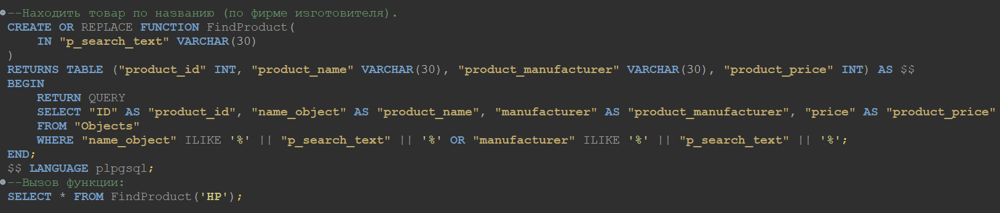 --Находить товар по названию (по фирме изготовителя).
CREATE OR REPLACE FUNCTION FindProduct(
    IN "p_search_text" VARCHAR(30)
)
RETURNS TABLE ("product_id" INT, "product_name" VARCHAR(30), "product_manufacturer" VARCHAR(30), "product_price" INT) AS $$
BEGIN
    RETURN QUERY
    SELECT "ID" AS "product_id", "name_object" AS "product_name", "manufacturer" AS "product_manufacturer", "price" AS "product_price"
    FROM "Objects"
    WHERE "name_object" ILIKE '%' || "p_search_text" || '%' OR "manufacturer" ILIKE '%' || "p_search_text" || '%';
END;
$$ LANGUAGE plpgsql;
--Вызов функции:
SELECT * FROM FindProduct('HP');